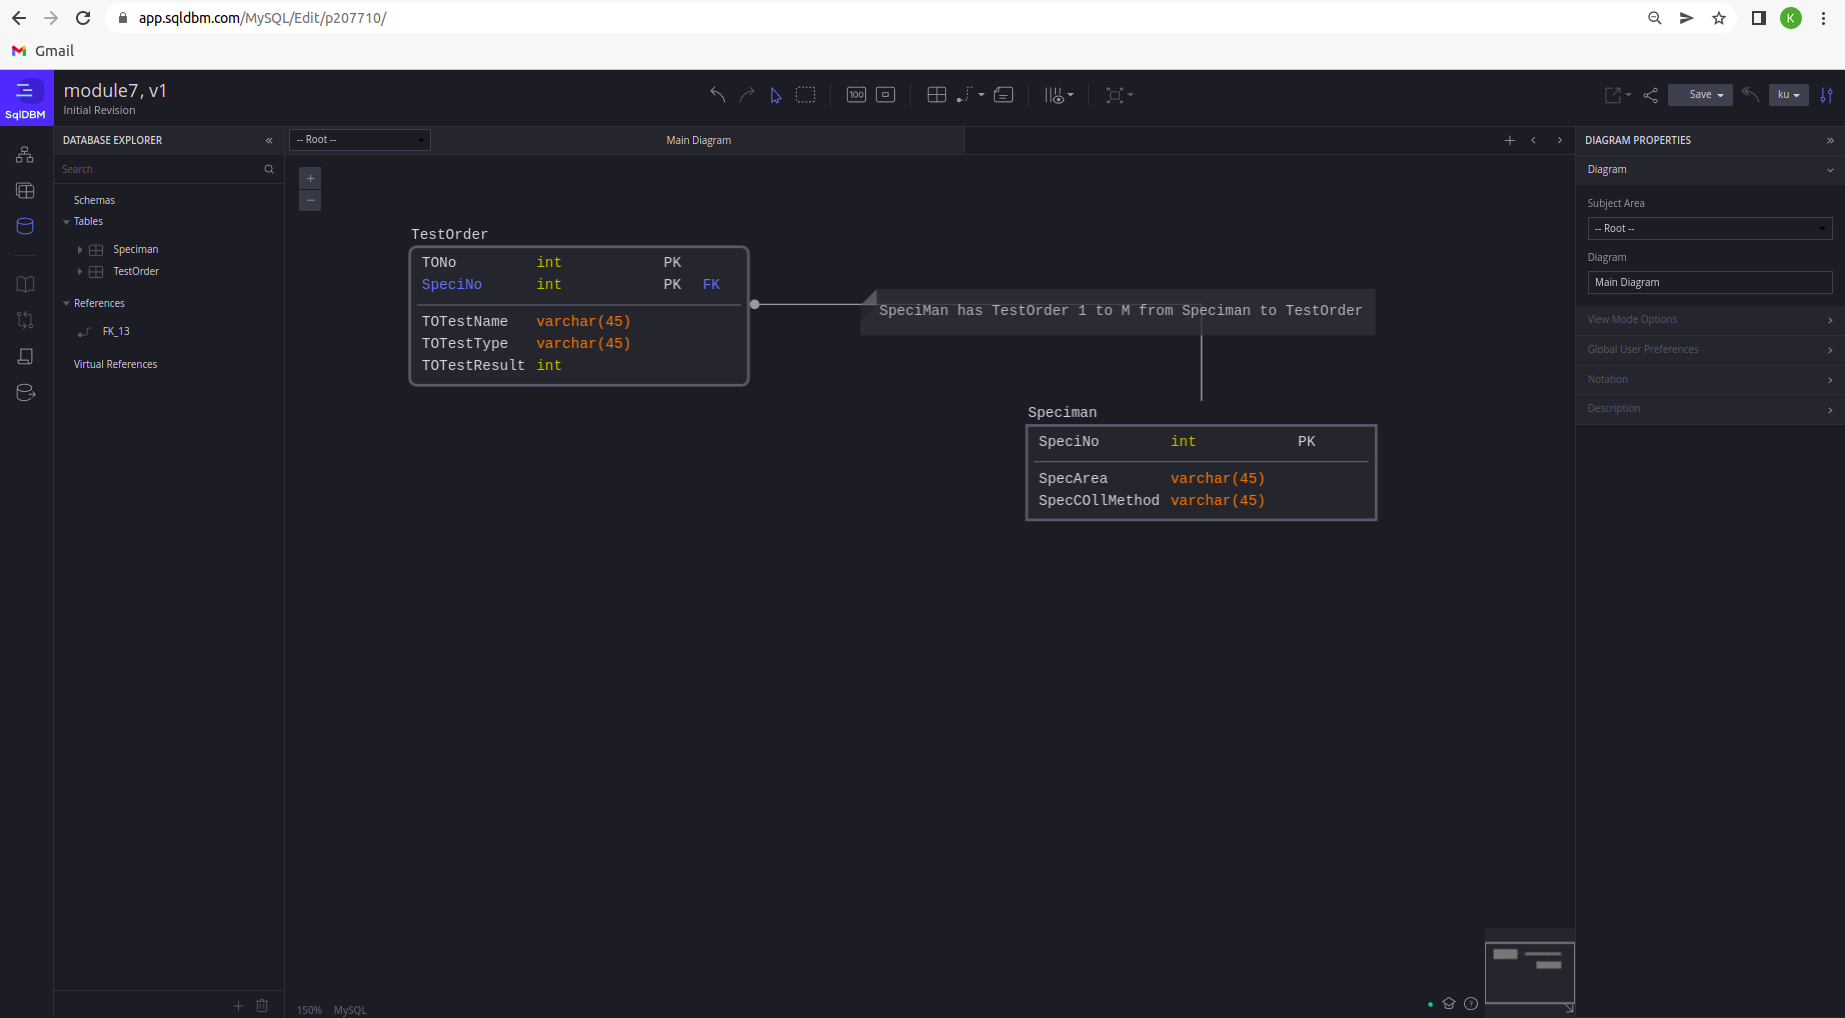 app.sqldbm.com/MySQL/Edit/p207710/
K
Gmail
SqlDBM
module7, v1
Initial Revision
100
Save
ku
DATABASE EXPLORER
-- Root --
Main Diagram
DIAGRAM PROPERTIES
Search
Diagram
Schemas
Tables
Speciman
TestOrder
References
FK_13
Virtual References
Subject Area
-- Root --
Diagram
Main Diagram
View Mode Options
Global User Preferences
Notation
Description
TestOrder
TONo int PK
SpeciNo int PK FK
TOTestName varchar(45)
TOTestType varchar(45)
TOTestResult int
SpeciMan has TestOrder 1 to M from Speciman to TestOrder
Speciman
SpeciNo int PK
SpecArea varchar(45)
SpecCOllMethod varchar(45)
150% MySQL